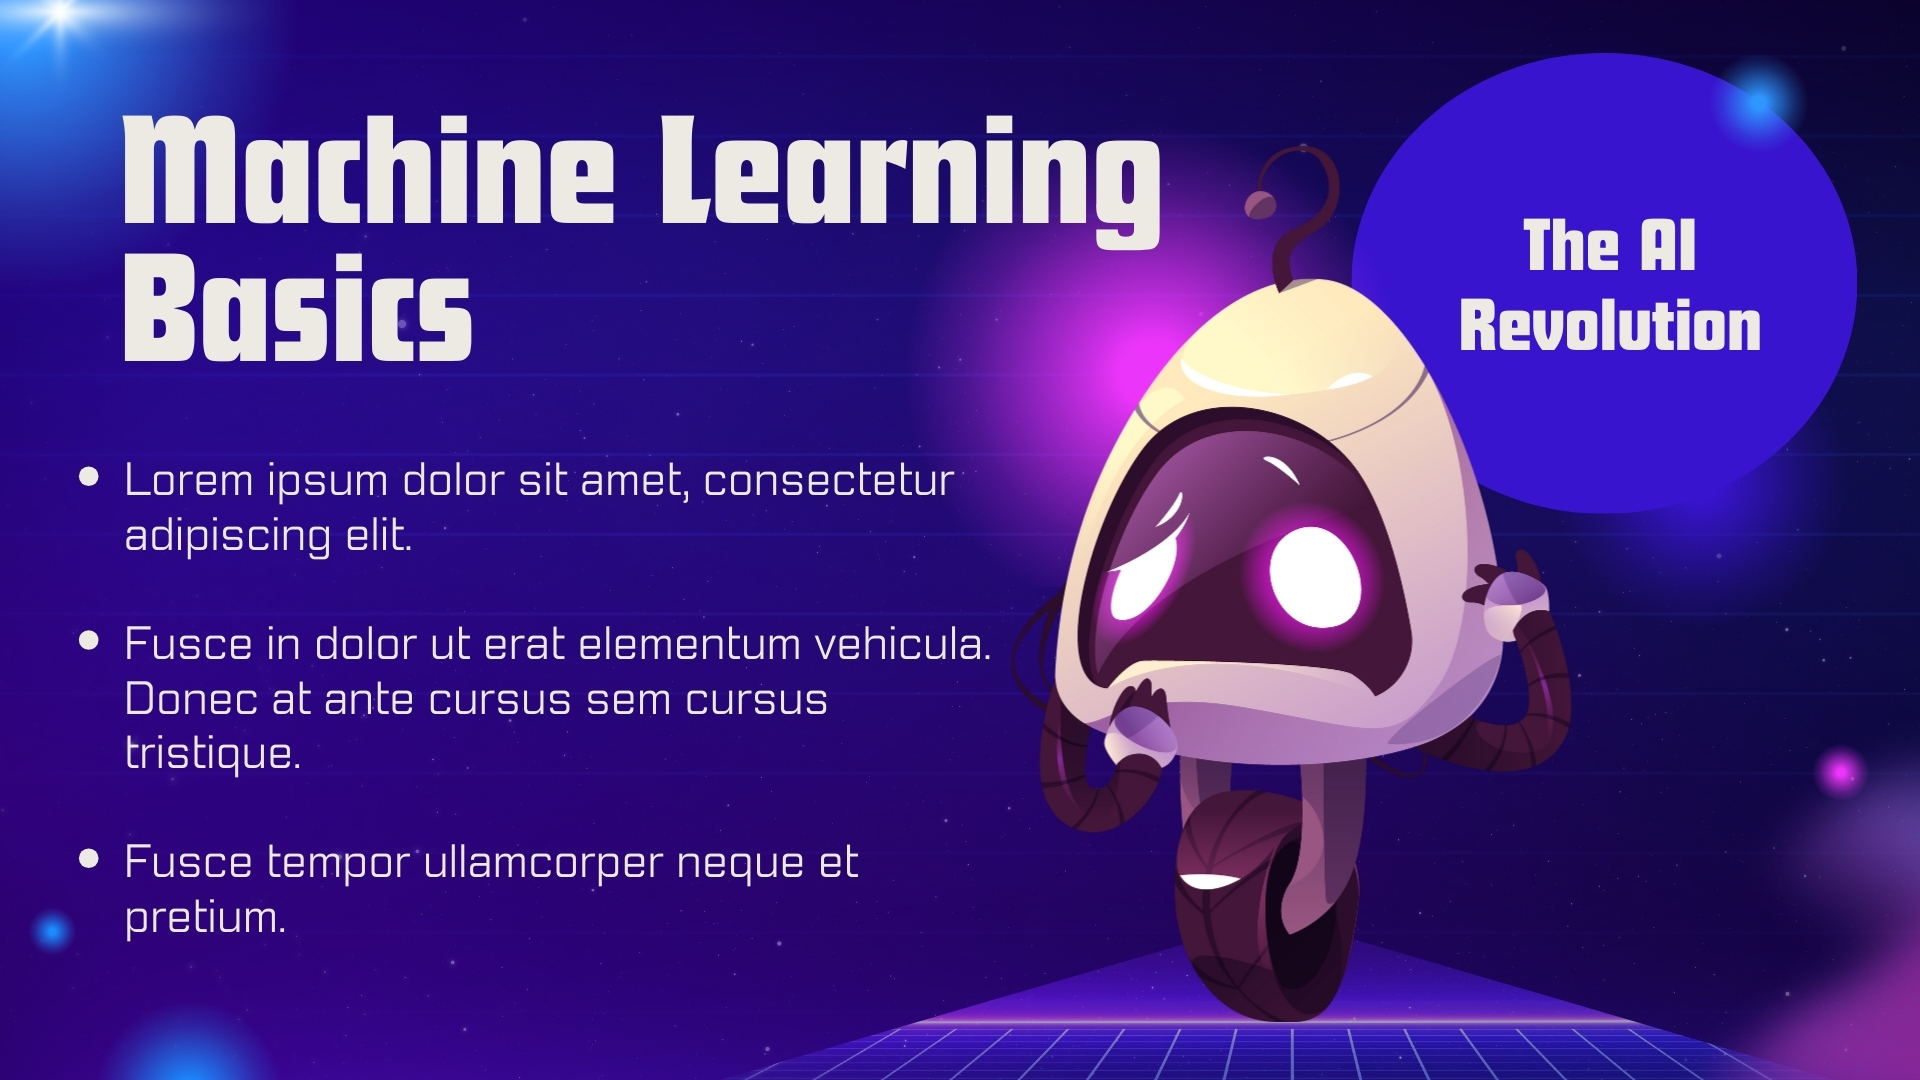 Machine Learning
Basics
The AI
Revolution
Lorem ipsum dolor sit amet, consectetur
adipiscing elit.
Fusce in dolor ut erat elementum vehicula.
Donec at ante cursus sem cursus
tristique.
Fusce tempor ullamcorper neque et
pretium.